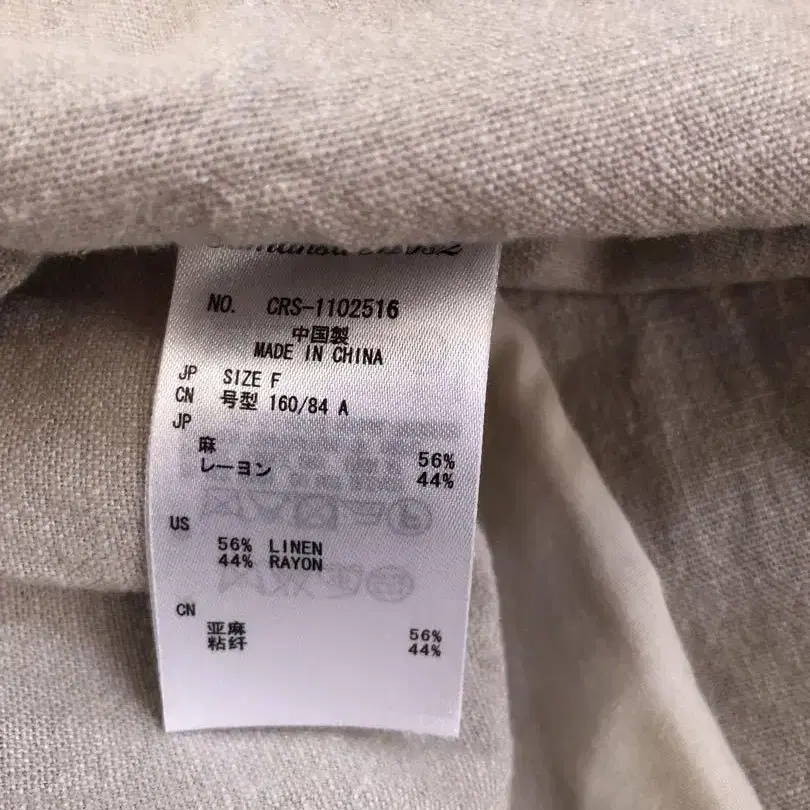 NO. CRS-1102516
中国製
MADE IN CHINA
JP SIZE F
CN 号型 160/84 A
JP
麻 56%
レーヨン 44%
US
56% LINEN
44% RAYON
CN
亚麻 56%
粘纤 44%